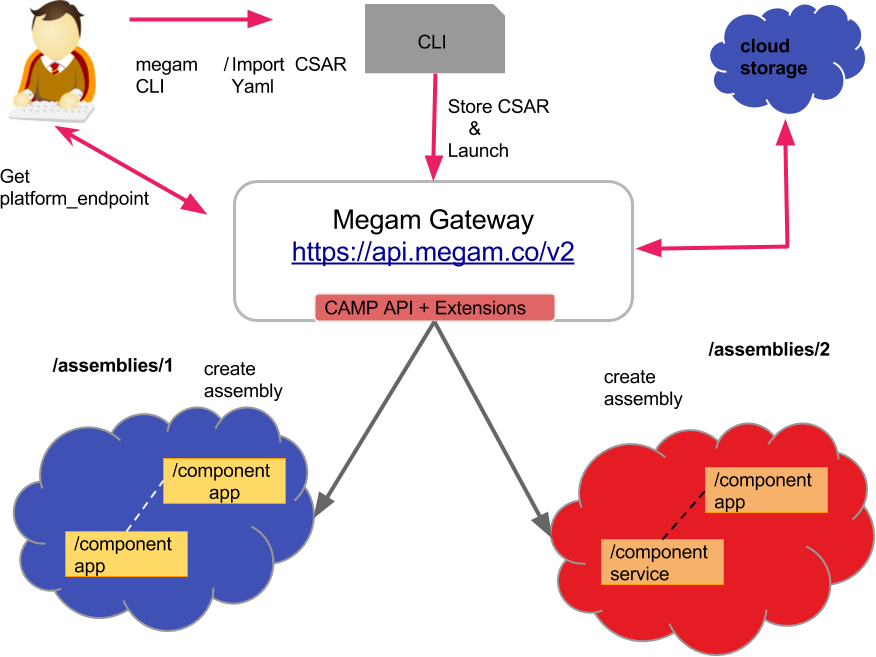 CLI
cloud
storage
megam
CLI
/ Import CSAR
Yaml
Store CSAR
&
Launch
Get
platform_endpoint
Megam Gateway
https://api.megam.co/v2
CAMP API + Extensions
/assemblies/1
create
assembly
/assemblies/2
create
assembly
/component
app
/component
app
/component
app
/component
service